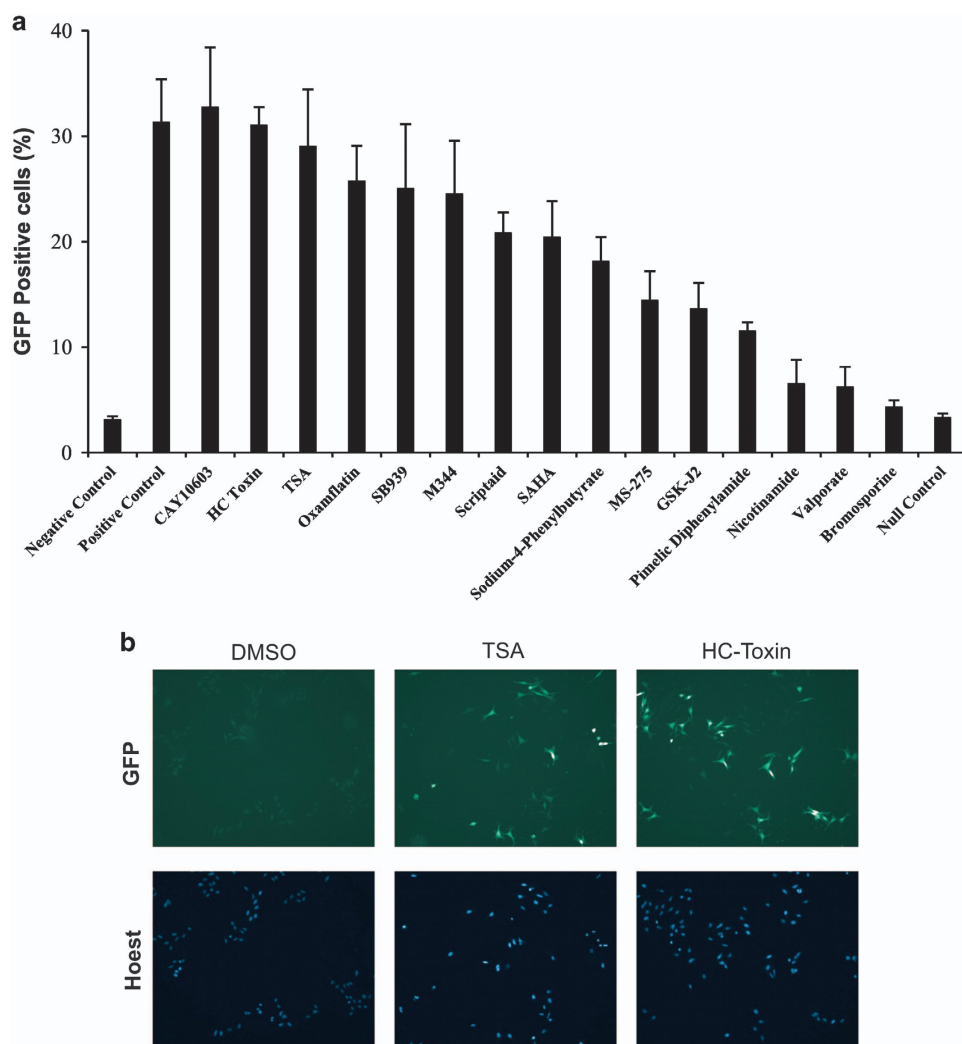 a
40
30
20
10
0
GFP Positive cells (%)
Negative Control
Positive Control
CAY10603
HC Toxin
TSA
Oxamflatin
SB939
M344
Scriptaid
SAHA
Sodium-4-Phenylbutyrate
MS-275
GSK-J2
Pimelic Diphenylamide
Nicotinamide
Valporate
Bromosporine
Null Control
b
DMSO
TSA
HC-Toxin
GFP
Hoest